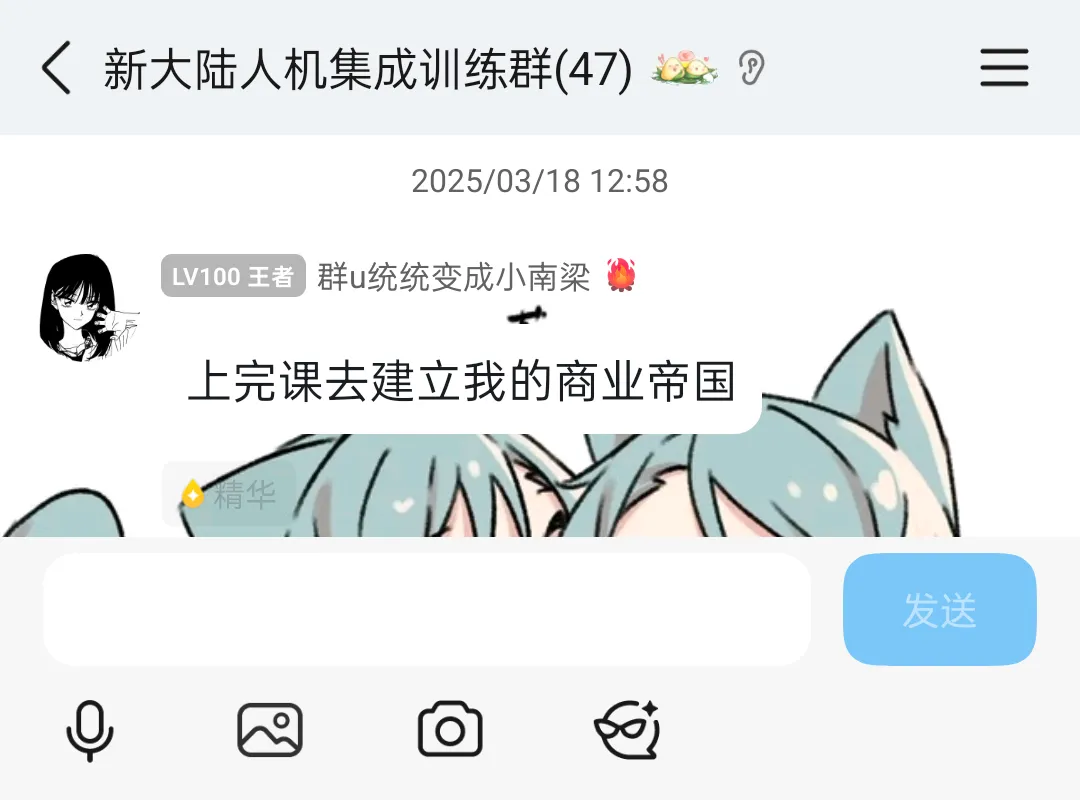 新大陆人机集成训练群(47)
2025/03/18 12:58
LV100 王者 群u统统变成小南梁
上完课去建立我的商业帝国
精华
发送